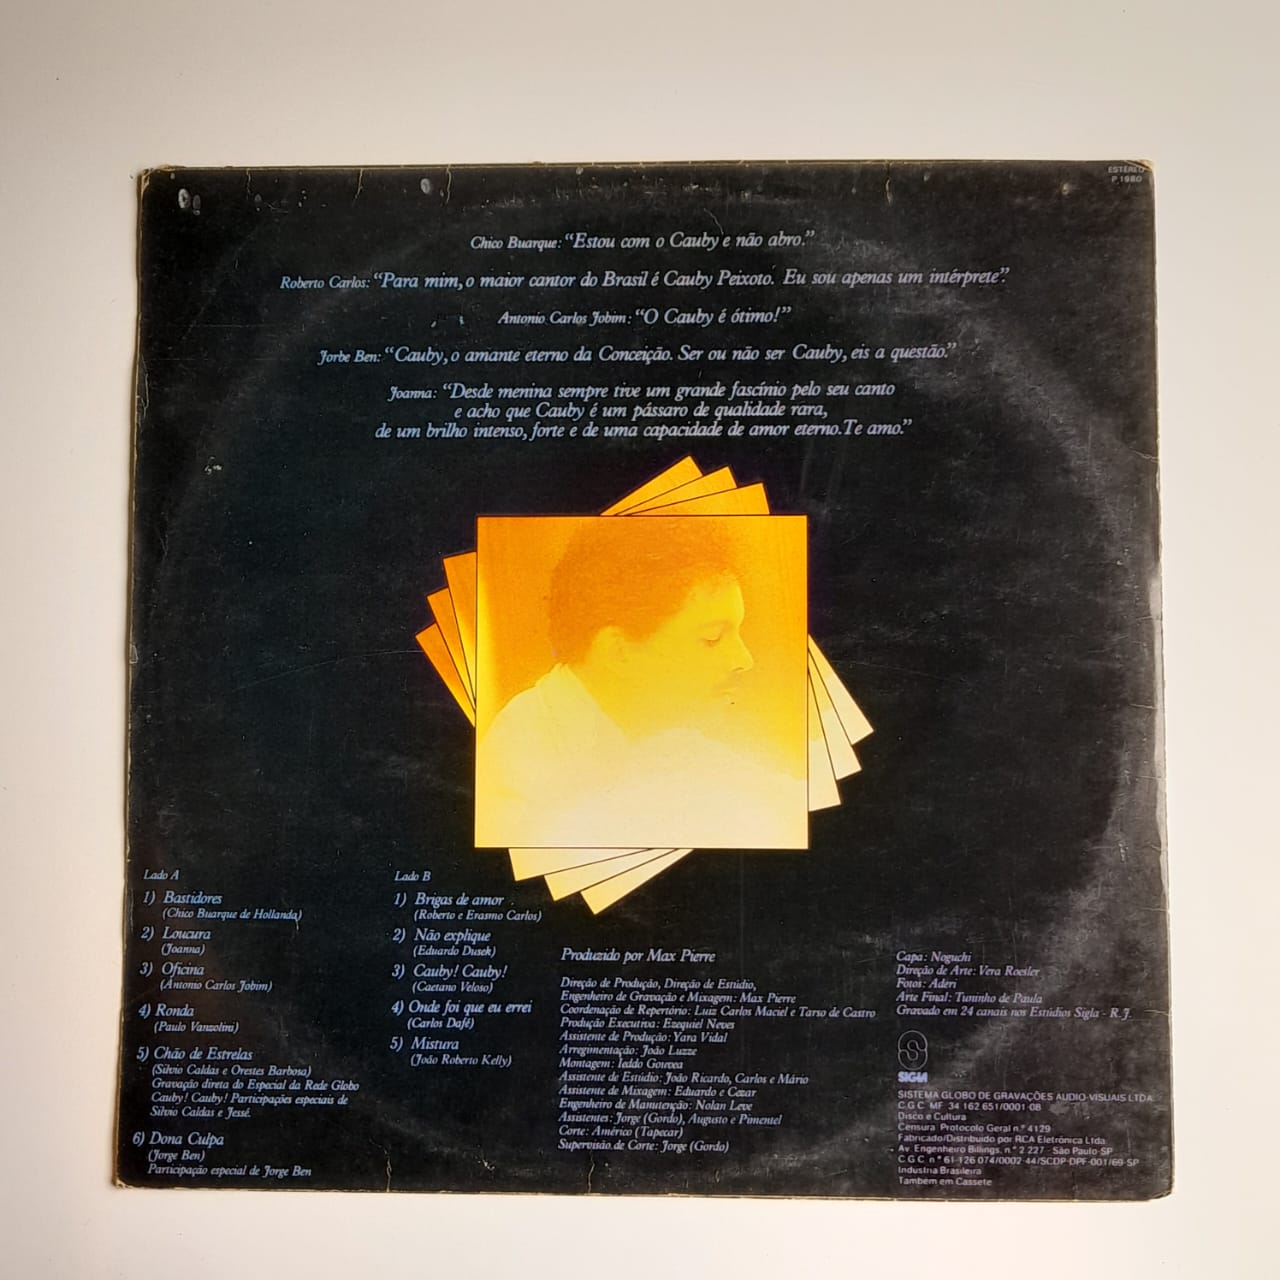 ESTÉREO
P 1980
Chico Buarque: “Estou com o Cauby e não abro.”
Roberto Carlos: “Para mim, o maior cantor do Brasil é Cauby Peixoto. Eu sou apenas um intérprete”.
Antonio Carlos Jobim: “O Cauby é ótimo!”
Jorbe Ben: “Cauby, o amante eterno da Conceição. Ser ou não ser Cauby, eis a questão.”
Joanna: “Desde menina sempre tive um grande fascínio pelo seu canto
e acho que Cauby é um pássaro de qualidade rara,
de um brilho intenso, forte e de uma capacidade de amor eterno. Te amo.”
Lado A
1) Bastidores
(Chico Buarque de Hollanda)
2) Loucura
(Joanna)
3) Oficina
(Antonio Carlos Jobim)
4) Ronda
(Paulo Vanzolini)
5) Chão de Estrelas
(Silvio Caldas e Orestes Barbosa)
Gravação direta do Especial da Rede Globo
Cauby! Cauby! Participações especiais de
Silvio Caldas e Jessé.
6) Dona Culpa
(Jorge Ben)
Participação especial de Jorge Ben
Lado B
1) Brigas de amor
(Roberto e Erasmo Carlos)
2) Não explique
(Eduardo Dusek)
3) Cauby! Cauby!
(Caetano Veloso)
4) Onde foi que eu errei
(Carlos Dafé)
5) Mistura
(João Roberto Kelly)
Produzido por Max Pierre
Direção de Produção, Direção de Estúdio,
Engenheiro de Gravação e Mixagem: Max Pierre
Coordenação de Repertório: Luiz Carlos Maciel e Tarso de Castro
Produção Executiva: Ezequiel Neves
Assistente de Produção: Yara Vidal
Arregimentação: João Luzze
Montagem: Ieddo Gouvea
Assistente de Estúdio: João Ricardo, Carlos e Mário
Assistente de Mixagem: Eduardo e Cezar
Engenheiro de Manutenção: Nolan Leve
Assistentes: Jorge (Gordo), Augusto e Pimentel
Corte: Américo (Tapecar)
Supervisão de Corte: Jorge (Gordo)
Capa: Noguchi
Direção de Arte: Vera Roesler
Fotos: Aderi
Arte Final: Tuninho de Paula
Gravado em 24 canais nos Estúdios Sigla - R.J.
SIGLA
SISTEMA GLOBO DE GRAVAÇÕES AUDIO-VISUAIS LTDA.
C.G.C. MF 34.162.651/0001-08
Disco é Cultura
Censura Protocolo Geral n.º 4129
Fabricado/Distribuído por RCA Eletrônica Ltda.
Av. Engenheiro Billings, n.º 2.227 - São Paulo-SP
C.G.C. n.º 61.126.074/0002-44/SCDP-DPF-001/69-SP
Indústria Brasileira
Também em Cassete